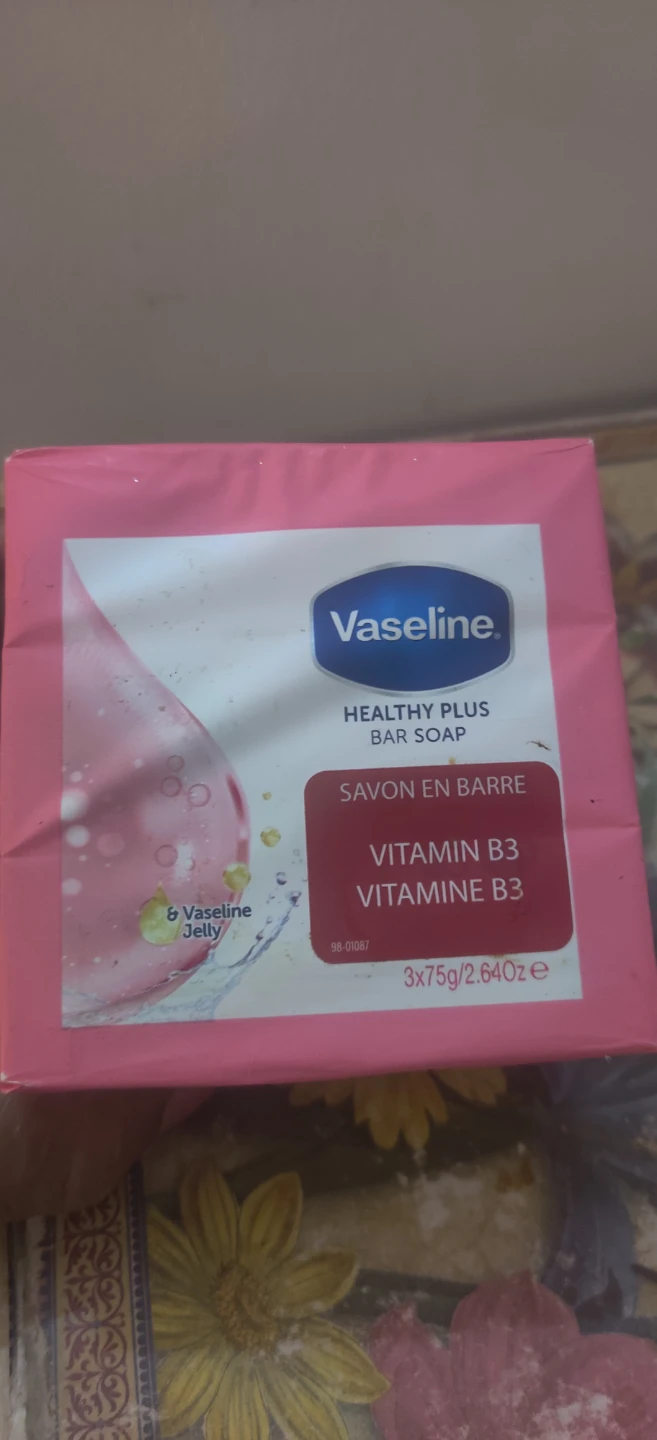 Vaseline®
HEALTHY PLUS
BAR SOAP
SAVON EN BARRE
VITAMIN B3
VITAMINE B3
& Vaseline
Jelly
98-01087
3x75g/2.64Oz e